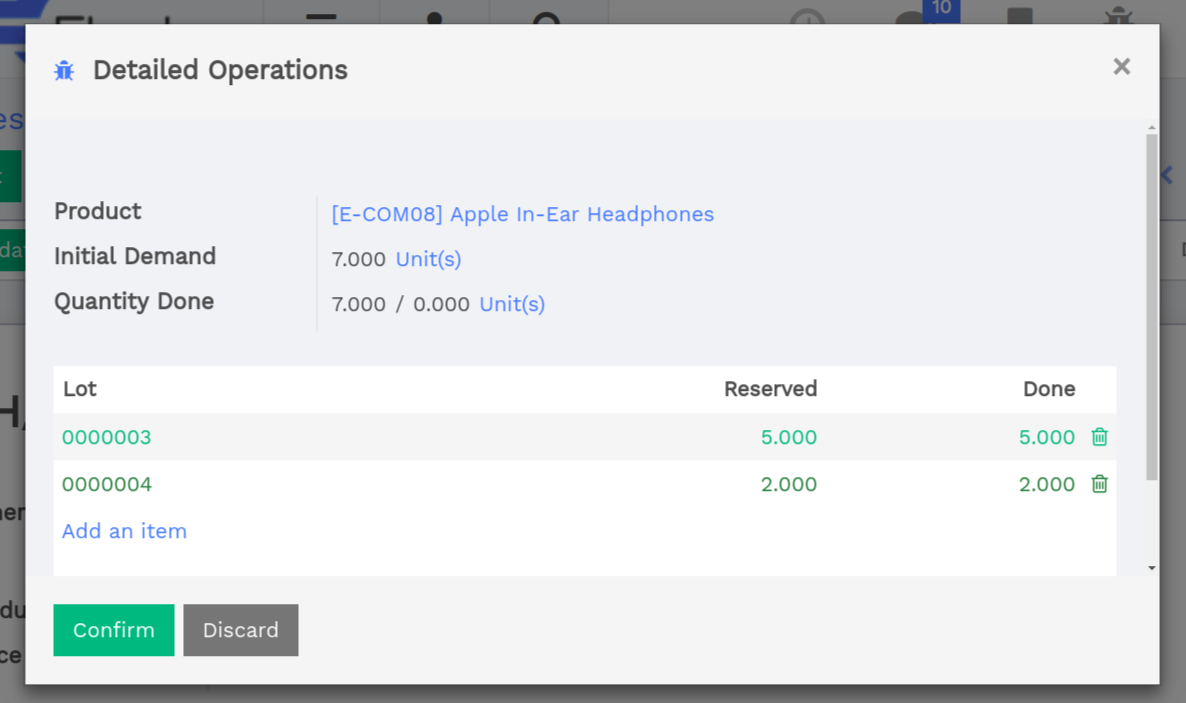 10
Detailed Operations
×
Product [E-COM08] Apple In-Ear Headphones
Initial Demand 7.000 Unit(s)
Quantity Done 7.000 / 0.000 Unit(s)
Lot Reserved Done
0000003 5.000 5.000
0000004 2.000 2.000
Add an item
Confirm Discard